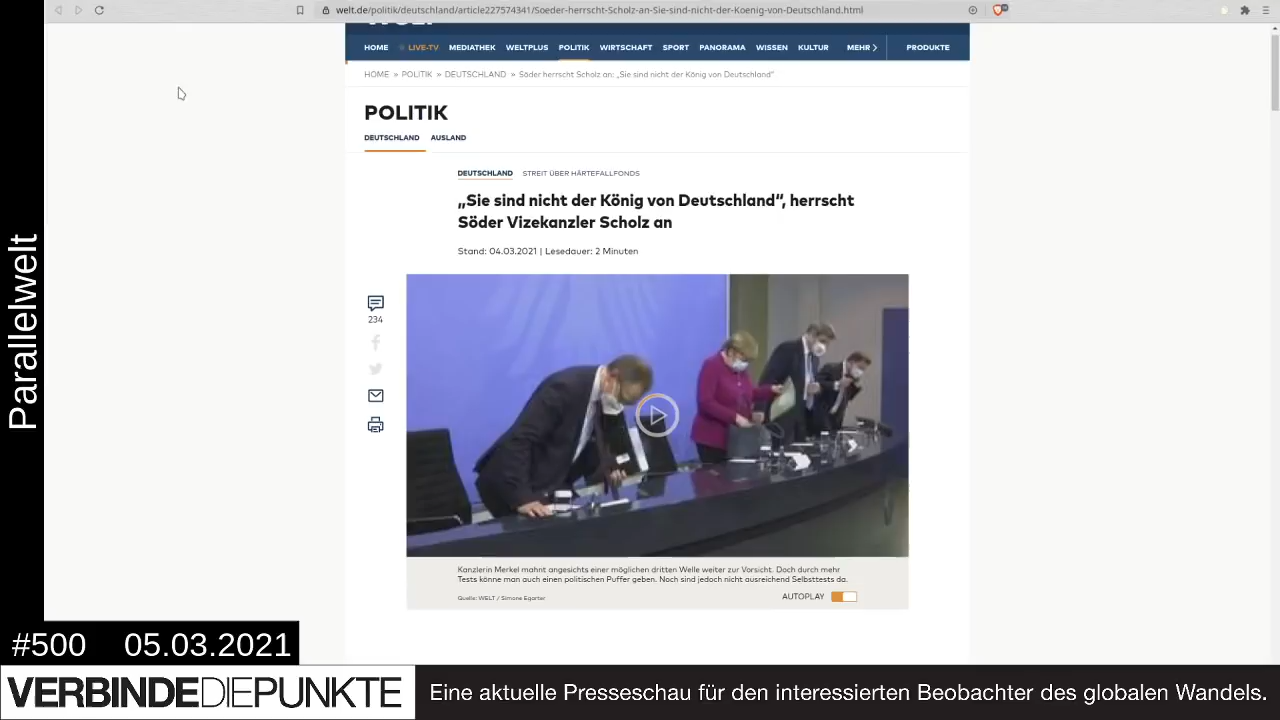 welt.de/politik/deutschland/article227574341/Soeder-herrscht-Scholz-an-Sie-sind-nicht-der-Koenig-von-Deutschland.html
HOME LIVE-TV MEDIATHEK WELTPLUS POLITIK WIRTSCHAFT SPORT PANORAMA WISSEN KULTUR MEHR PRODUKTE
HOME » POLITIK » DEUTSCHLAND » Söder herrscht Scholz an: „Sie sind nicht der König von Deutschland“
POLITIK
DEUTSCHLAND AUSLAND
DEUTSCHLAND STREIT ÜBER HÄRTEFALLFONDS
„Sie sind nicht der König von Deutschland“, herrscht
Söder Vizekanzler Scholz an
Stand: 04.03.2021 | Lesedauer: 2 Minuten
234
Kanzlerin Merkel mahnt angesichts einer möglichen dritten Welle weiter zur Vorsicht. Doch durch mehr
Tests könne man auch einen politischen Puffer geben. Noch sind jedoch nicht ausreichend Selbsttests da.
Quelle: WELT / Simone Egarter
AUTOPLAY
Parallelwelt
#500 05.03.2021
VERBINDEDIEPUNKTE
Eine aktuelle Presseschau für den interessierten Beobachter des globalen Wandels.